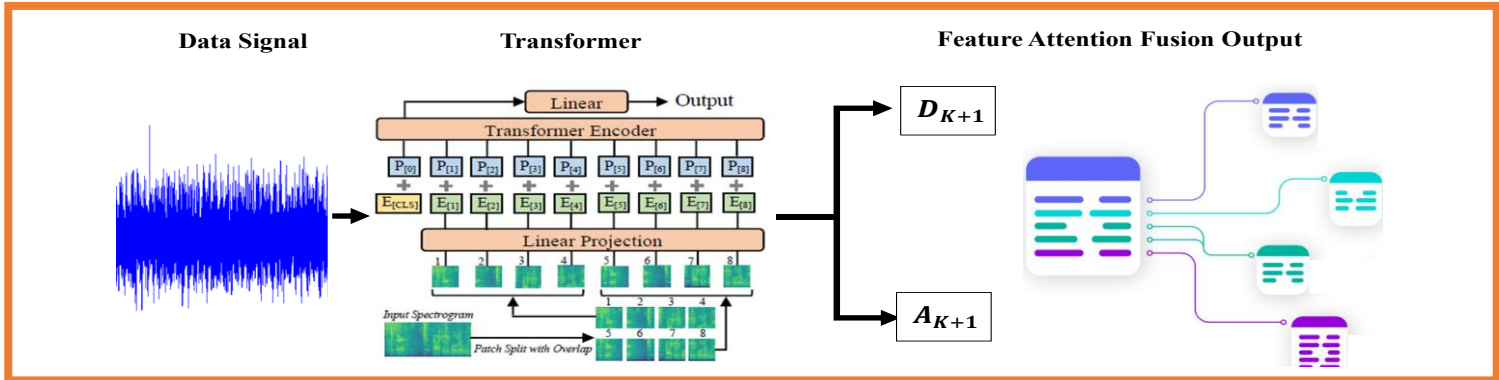 Data Signal
Transformer
Feature Attention Fusion Output
Linear
Output
Transformer Encoder
P[0] P[1] P[2] P[3] P[4] P[5] P[6] P[7] P[8]
+ + + + + + + + +
E[CLS] E[1] E[2] E[3] E[4] E[5] E[6] E[7] E[8]
Linear Projection
1 2 3 4 5 6 7 8
1 2 3 4
Input Spectrogram
5 6 7 8
Patch Split with Overlap
D K+1
A K+1